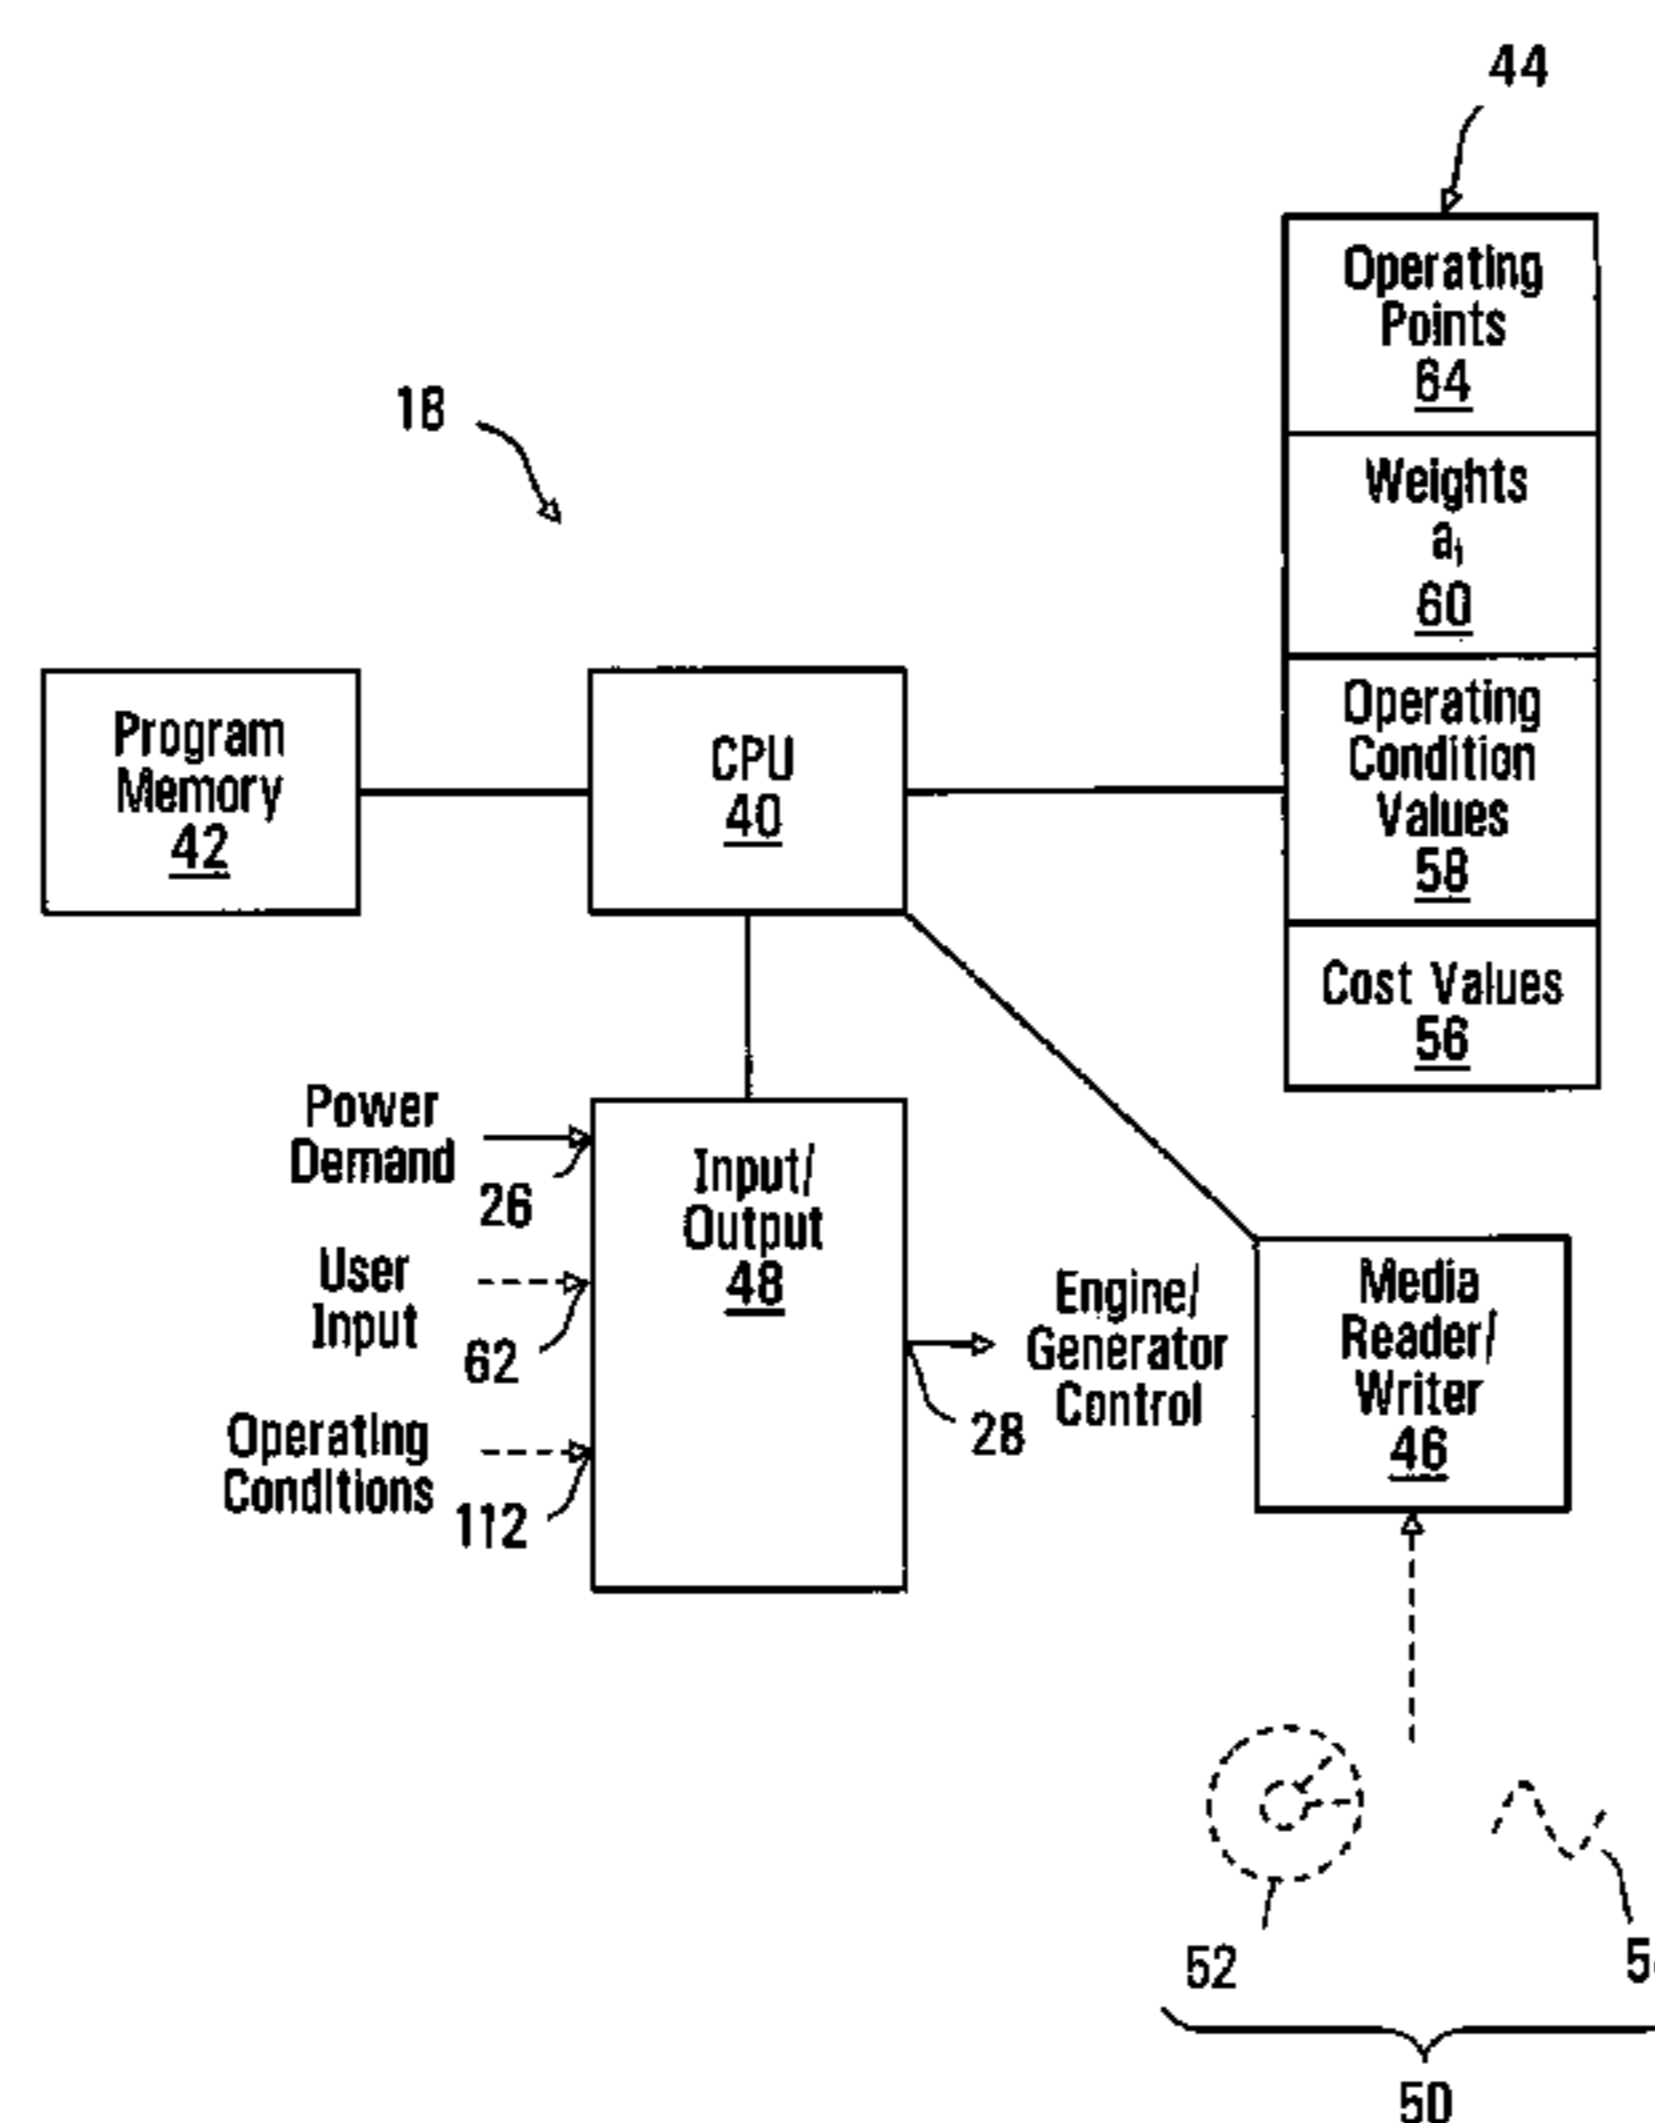 44
Operating
Points
64
18
Weights
60
Program
Memory
42
CPU
40
Operating
Condition
Values
58
Cost Values
56
Power
Demand
26
Input/
Output
48
User
Input
62
Engine/
Generator
Control
28
Media
Reader/
Writer
46
Operating
Conditions
112
52
50